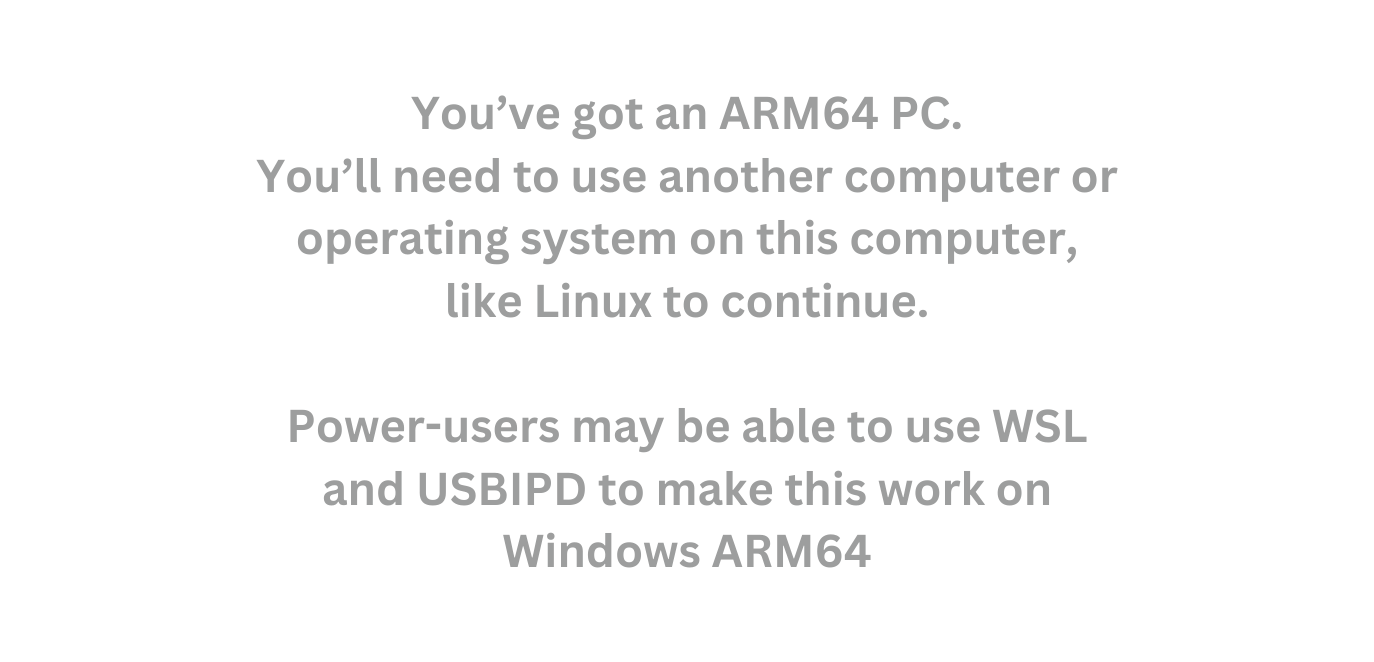 You’ve got an ARM64 PC.
You’ll need to use another computer or
operating system on this computer,
like Linux to continue.
Power-users may be able to use WSL
and USBIPD to make this work on
Windows ARM64